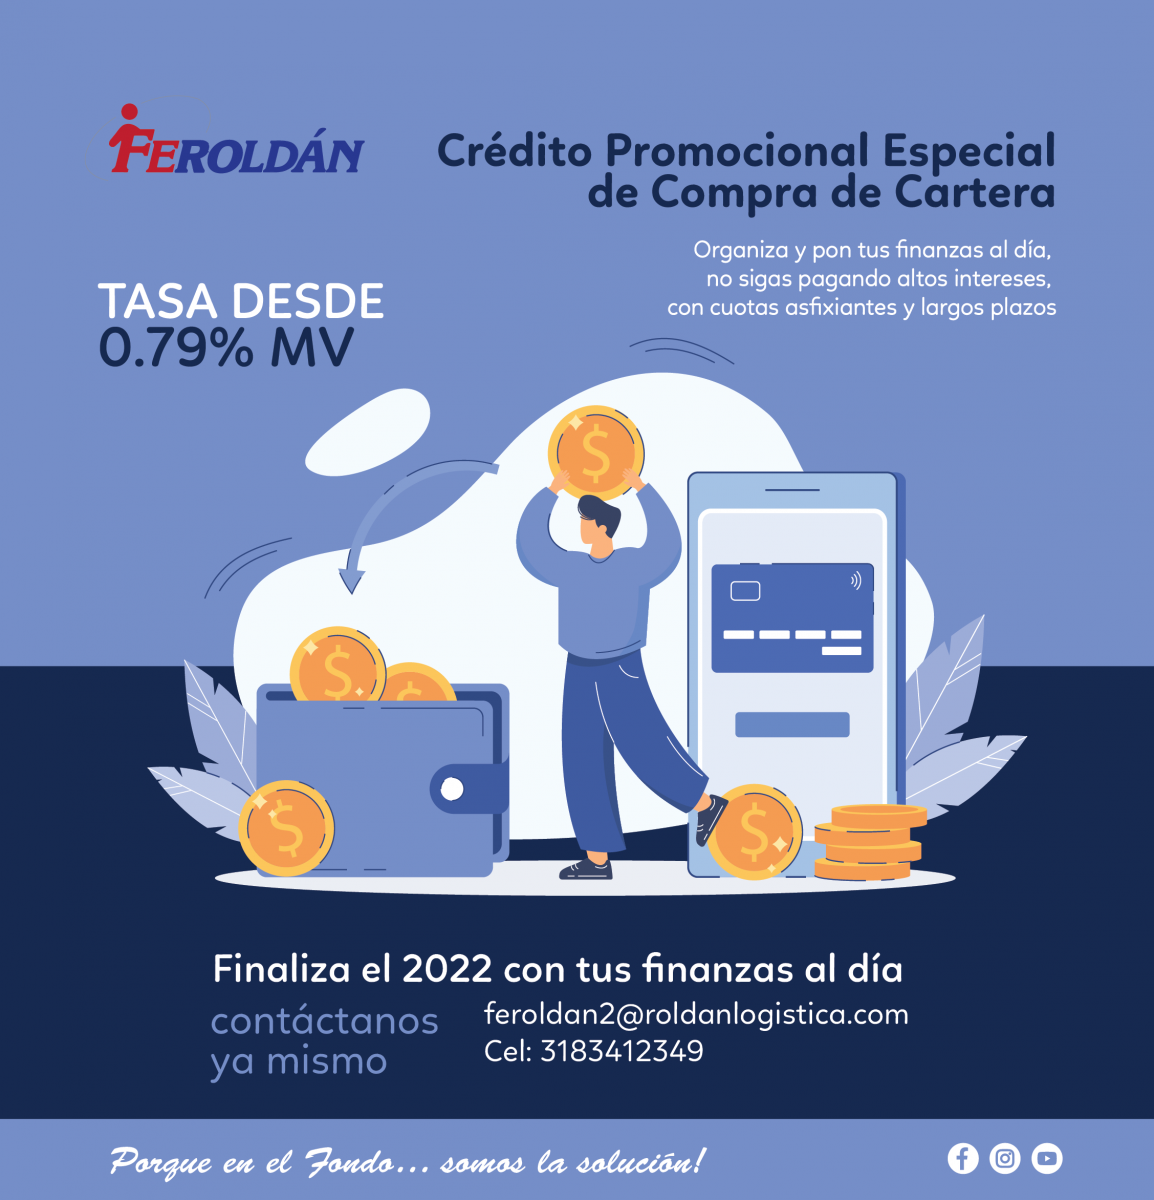 FEROLDÁN
Crédito Promocional Especial
de Compra de Cartera
Organiza y pon tus finanzas al día,
no sigas pagando altos intereses,
con cuotas asfixiantes y largos plazos
TASA DESDE
0.79% MV
$
$
$
$
$
Finaliza el 2022 con tus finanzas al día
contáctanos
ya mismo
feroldan2@roldanlogistica.com
Cel: 3183412349
Porque en el Fondo... somos la solución!